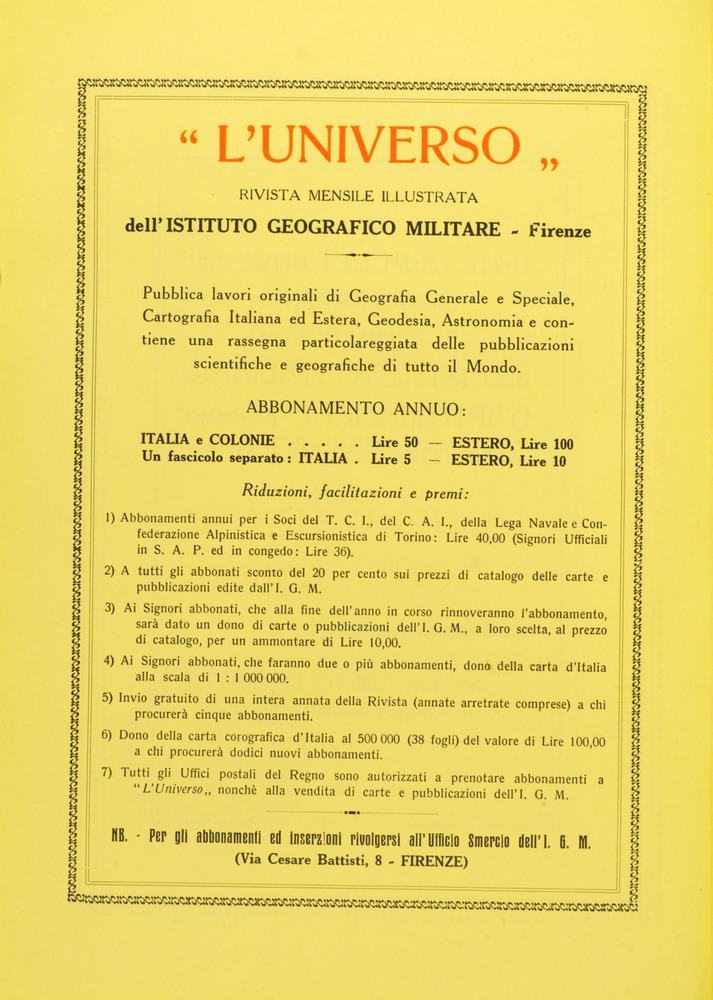 “ L’UNIVERSO „
RIVISTA MENSILE ILLUSTRATA
dell’ISTITUTO GEOGRAFICO MILITARE - Firenze
Pubblica lavori originali di Geografia Generale e Speciale,
Cartografia Italiana ed Estera, Geodesia, Astronomia e con-
tiene una rassegna particolareggiata delle pubblicazioni
scientifiche e geografiche di tutto il Mondo.
ABBONAMENTO ANNUO:
ITALIA e COLONIE . . . . . Lire 50 — ESTERO, Lire 100
Un fascicolo separato: ITALIA . Lire 5 — ESTERO, Lire 10
Riduzioni, facilitazioni e premi:
1) Abbonamenti annui per i Soci del T. C. I., del C. A. I., della Lega Navale e Con-
federazione Alpinistica e Escursionistica di Torino: Lire 40,00 (Signori Ufficiali
in S. A. P. ed in congedo: Lire 36).
2) A tutti gli abbonati sconto del 20 per cento sui prezzi di catalogo delle carte e
pubblicazioni edite dall’I. G. M.
3) Ai Signori abbonati, che alla fine dell’anno in corso rinnoveranno l’abbonamento,
sarà dato un dono di carte o pubblicazioni dell’I. G. M., a loro scelta, al prezzo
di catalogo, per un ammontare di Lire 10,00.
4) Ai Signori abbonati, che faranno due o più abbonamenti, dono della carta d’Italia
alla scala di 1 : 1 000 000.
5) Invio gratuito di una intera annata della Rivista (annate arretrate comprese) a chi
procurerà cinque abbonamenti.
6) Dono della carta corografica d’Italia al 500 000 (38 fogli) del valore di Lire 100,00
a chi procurerà dodici nuovi abbonamenti.
7) Tutti gli Uffici postali del Regno sono autorizzati a prenotare abbonamenti a
“L’Universo„ nonchè alla vendita di carte e pubblicazioni dell’I. G. M.
NB. - Per gli abbonamenti ed inserzioni rivolgersi all’Ufficio Smercio dell’I. G. M.
(Via Cesare Battisti, 8 - FIRENZE)